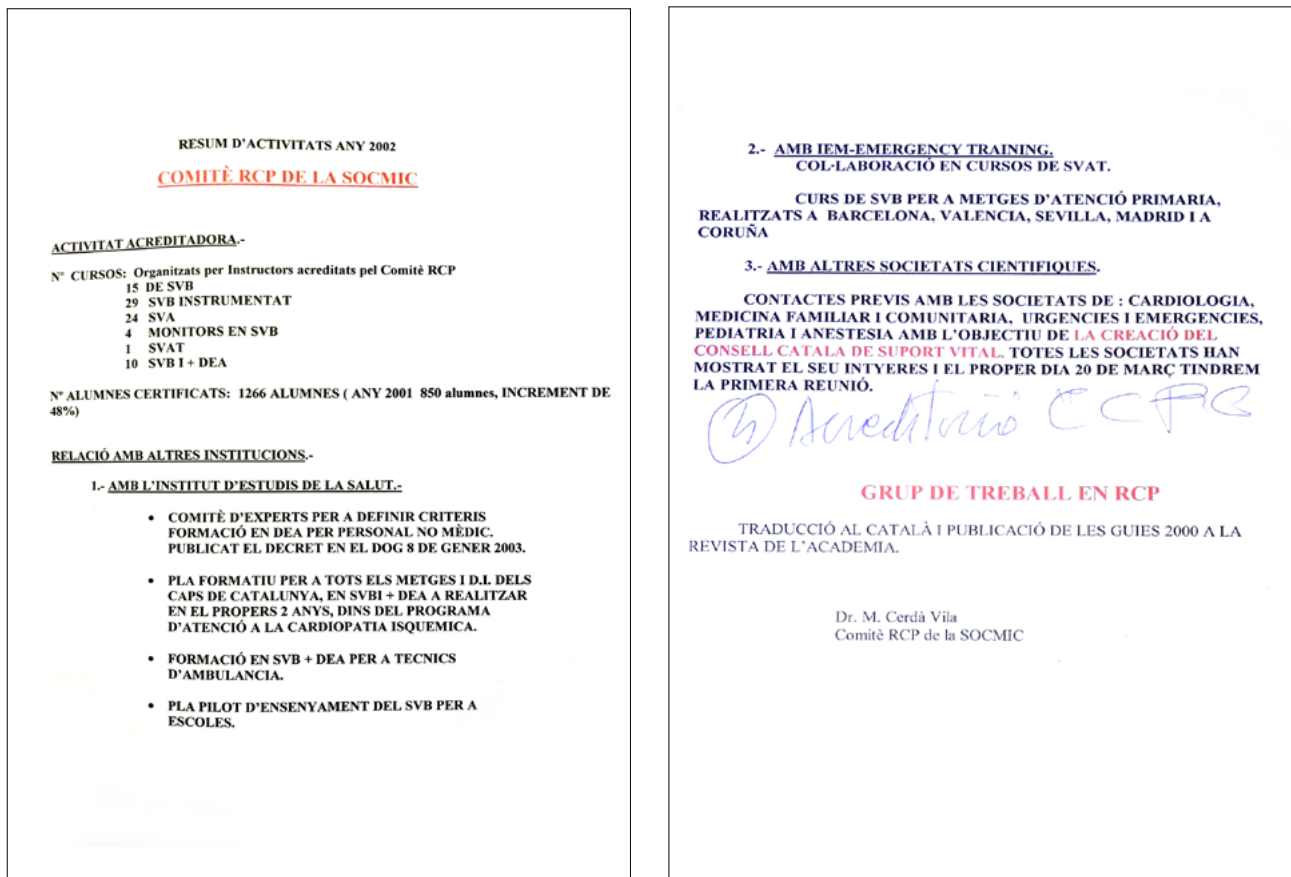 RESUM D'ACTIVITATS ANY 2002
COMITÈ RCP DE LA SOCMIC
ACTIVITAT ACREDITADORA.-
Nº CURSOS: Organitzats per Instructors acreditats pel Comitè RCP
15 DE SVB
29 SVB INSTRUMENTAT
24 SVA
4 MONITORS EN SVB
1 SVAT
10 SVB I + DEA
Nº ALUMNES CERTIFICATS: 1266 ALUMNES ( ANY 2001 850 alumnes, INCREMENT DE
48%)
RELACIÓ AMB ALTRES INSTITUCIONS.-
1.- AMB L'INSTITUT D'ESTUDIS DE LA SALUT.-
• COMITÈ D'EXPERTS PER A DEFINIR CRITERIS
FORMACIÓ EN DEA PER PERSONAL NO MÈDIC.
PUBLICAT EL DECRET EN EL DOG 8 DE GENER 2003.
• PLA FORMATIU PER A TOTS ELS METGES I D.I. DELS
CAPS DE CATALUNYA, EN SVBI + DEA A REALITZAR
EN EL PROPERS 2 ANYS, DINS DEL PROGRAMA
D'ATENCIÓ A LA CARDIOPATIA ISQUEMICA.
• FORMACIÓ EN SVB + DEA PER A TECNICS
D'AMBULANCIA.
• PLA PILOT D'ENSENYAMENT DEL SVB PER A
ESCOLES.
2.- AMB IEM-EMERGENCY TRAINING.
COL·LABORACIÓ EN CURSOS DE SVAT.
CURS DE SVB PER A METGES D'ATENCIÓ PRIMARIA,
REALITZATS A BARCELONA, VALENCIA, SEVILLA, MADRID I A
CORUÑA
3.- AMB ALTRES SOCIETATS CIENTIFIQUES.
CONTACTES PREVIS AMB LES SOCIETATS DE : CARDIOLOGIA,
MEDICINA FAMILIAR I COMUNITARIA, URGENCIES I EMERGENCIES,
PEDIATRIA I ANESTESIA AMB L'OBJECTIU DE LA CREACIÓ DEL
CONSELL CATALA DE SUPORT VITAL. TOTES LES SOCIETATS HAN
MOSTRAT EL SEU INTYERES I EL PROPER DIA 20 DE MARÇ TINDREM
LA PRIMERA REUNIÓ.
Acreditació
GRUP DE TREBALL EN RCP
TRADUCCIÓ AL CATALÀ I PUBLICACIÓ DE LES GUIES 2000 A LA
REVISTA DE L'ACADEMIA.
Dr. M. Cerdà Vila
Comitè RCP de la SOCMIC